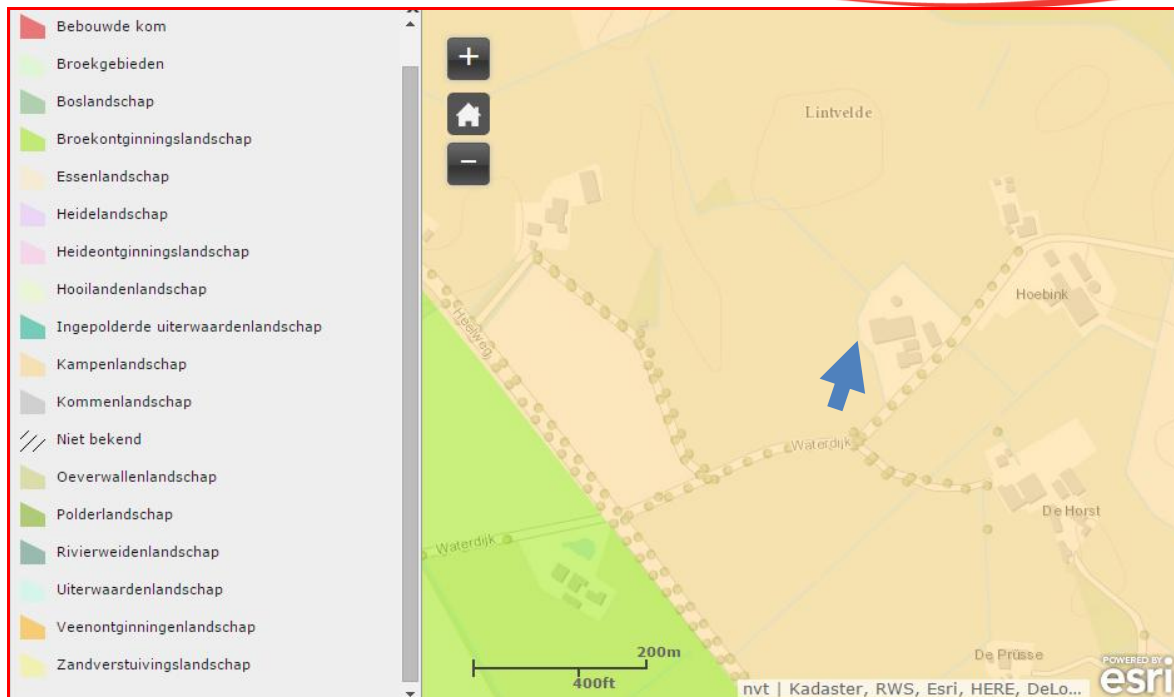 Bebouwde kom
Broekgebieden
Boslandschap
Broekontginningslandschap
Essenlandschap
Heidelandschap
Heideontginningslandschap
Hooilandenlandschap
Ingepolderde uiterwaardenlandschap
Kampenlandschap
Kommenlandschap
Niet bekend
Oeverwallenlandschap
Polderlandschap
Rivierweidenlandschap
Uiterwaardenlandschap
Veenontginningenlandschap
Zandverstuivingslandschap
+
−
Lintvelde
Hoebink
Heelweg
Waterdijk
De Horst
Waterdijk
De Prüsse
200m
400ft
nvt | Kadaster, RWS, Esri, HERE, DeLo...
POWERED BY
esri